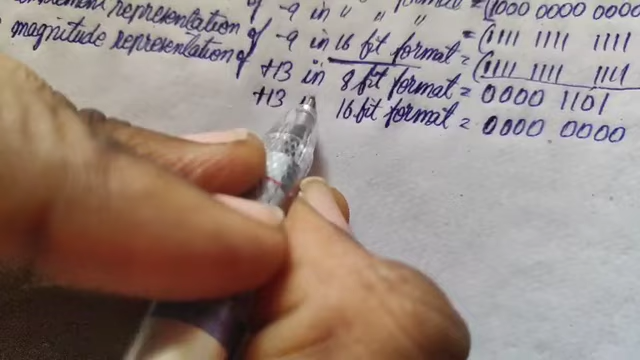 of -9 in " " " format = (1000 0000 0000
complement representation of -9 in 16 bit format = (1111 1111 1111
magnitude representation of = (1111 1111 1111
+13 in 8 bit format = 0000 1101
+13 in 16 bit format = 0000 0000